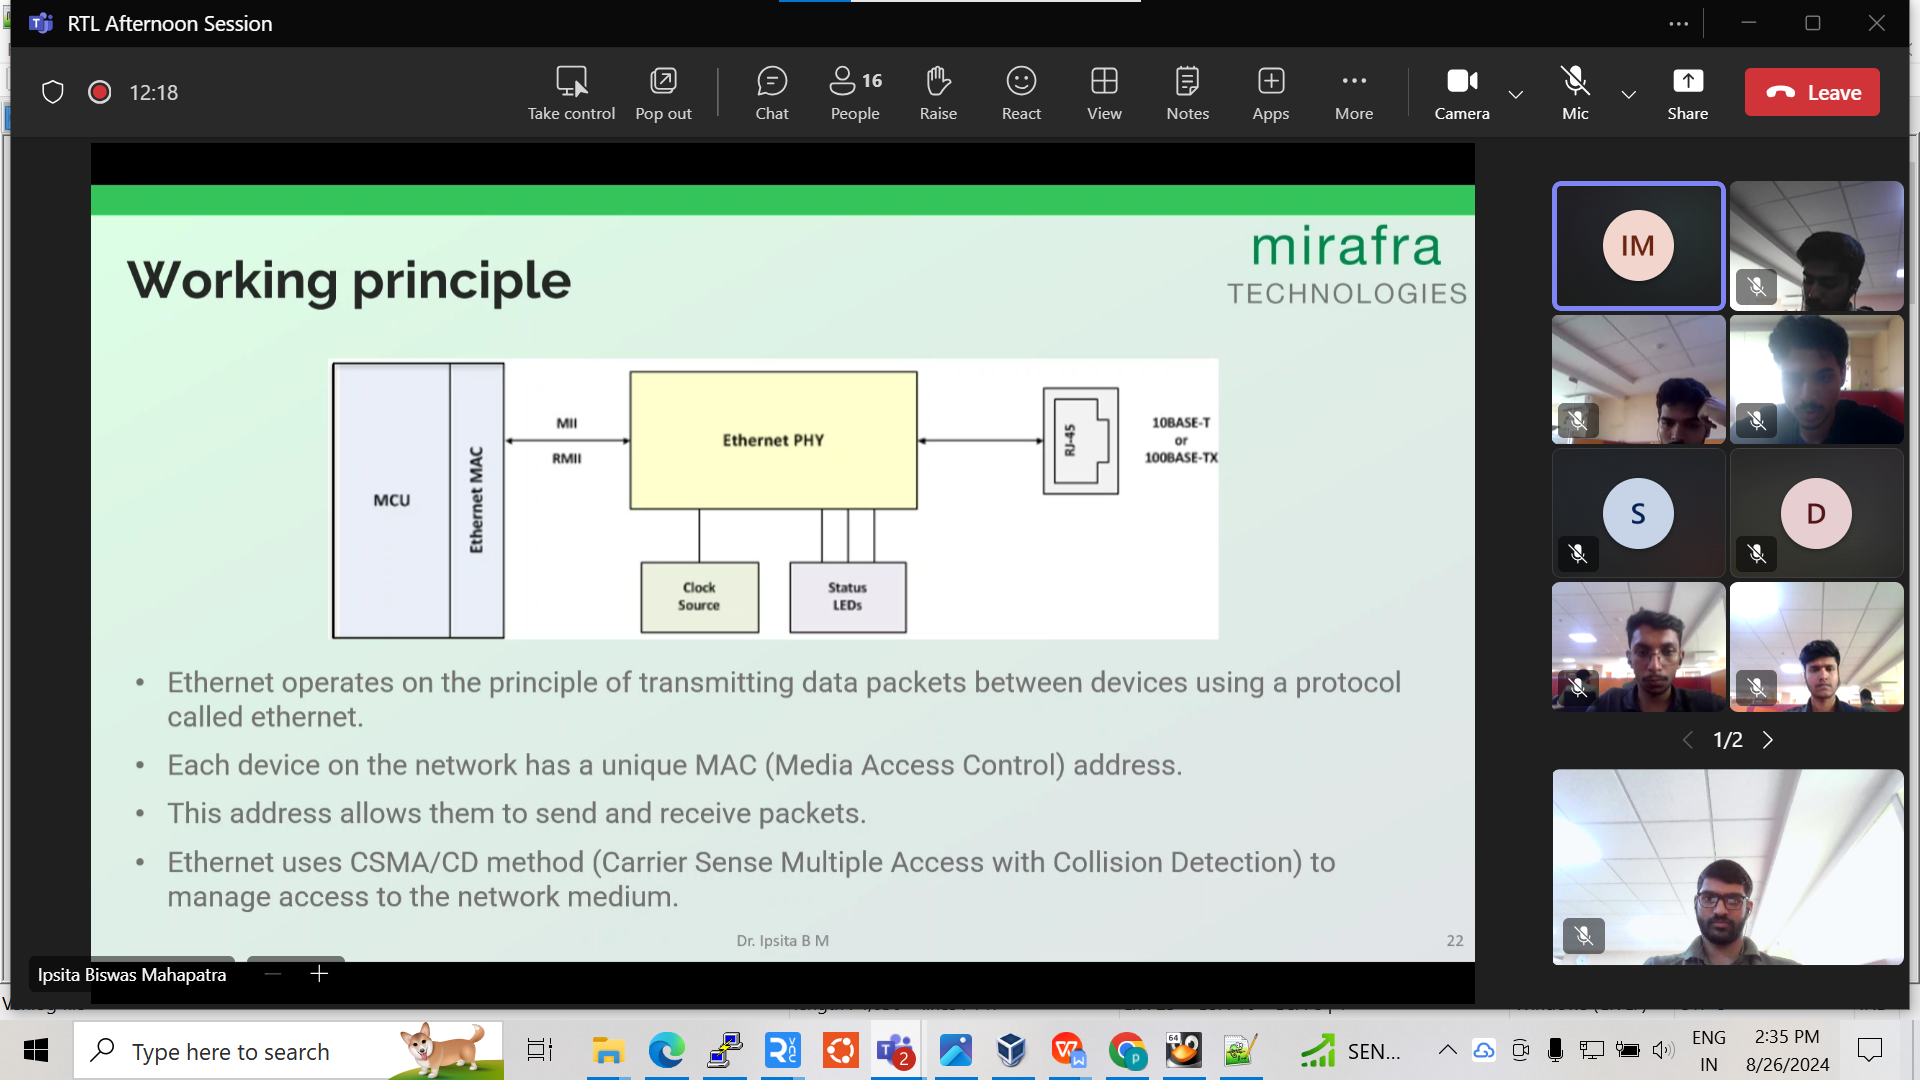 RTL Afternoon Session
12:18
Take control
Pop out
Chat
16
People
Raise
React
View
Notes
Apps
More
Camera
Mic
Share
Leave
Working principle
mirafra
TECHNOLOGIES
MCU
Ethernet MAC
MII
RMII
Ethernet PHY
RJ-45
10BASE-T
or
100BASE-TX
Clock
Source
Status
LEDs
• Ethernet operates on the principle of transmitting data packets between devices using a protocol
called ethernet.
• Each device on the network has a unique MAC (Media Access Control) address.
• This address allows them to send and receive packets.
• Ethernet uses CSMA/CD method (Carrier Sense Multiple Access with Collision Detection) to
manage access to the network medium.
Dr. Ipsita B M
22
Ipsita Biswas Mahapatra
IM
S
D
1/2
Type here to search
2
64
SEN...
ENG
IN
2:35 PM
8/26/2024